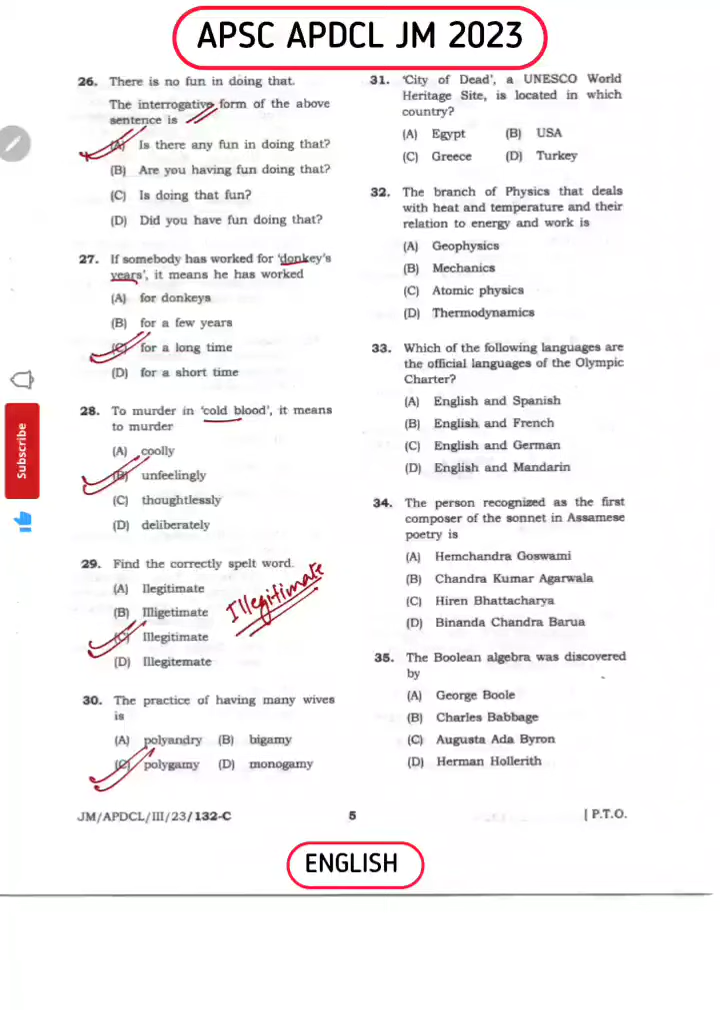 APSC APDCL JM 2023
26. There is no fun in doing that.
The interrogative form of the above
sentence is
(A) Is there any fun in doing that?
(B) Are you having fun doing that?
(C) Is doing that fun?
(D) Did you have fun doing that?
27. If somebody has worked for ‘donkey’s
years’, it means he has worked
(A) for donkeys
(B) for a few years
(C) for a long time
(D) for a short time
28. To murder in ‘cold blood’, it means
to murder
(A) coolly
(B) unfeelingly
(C) thoughtlessly
(D) deliberately
29. Find the correctly spelt word.
(A) Ilegitimate
(B) Illigetimate
(C) Illegitimate
(D) Illegitemate
Illegitimate
30. The practice of having many wives
is
(A) polyandry (B) bigamy
(C) polygamy (D) monogamy
31. ‘City of Dead’, a UNESCO World
Heritage Site, is located in which
country?
(A) Egypt (B) USA
(C) Greece (D) Turkey
32. The branch of Physics that deals
with heat and temperature and their
relation to energy and work is
(A) Geophysics
(B) Mechanics
(C) Atomic physics
(D) Thermodynamics
33. Which of the following languages are
the official languages of the Olympic
Charter?
(A) English and Spanish
(B) English and French
(C) English and German
(D) English and Mandarin
34. The person recognized as the first
composer of the sonnet in Assamese
poetry is
(A) Hemchandra Goswami
(B) Chandra Kumar Agarwala
(C) Hiren Bhattacharya
(D) Binanda Chandra Barua
35. The Boolean algebra was discovered
by
(A) George Boole
(B) Charles Babbage
(C) Augusta Ada Byron
(D) Herman Hollerith
Subscribe
JM/APDCL/III/23/132-C 5 [ P.T.O.
ENGLISH